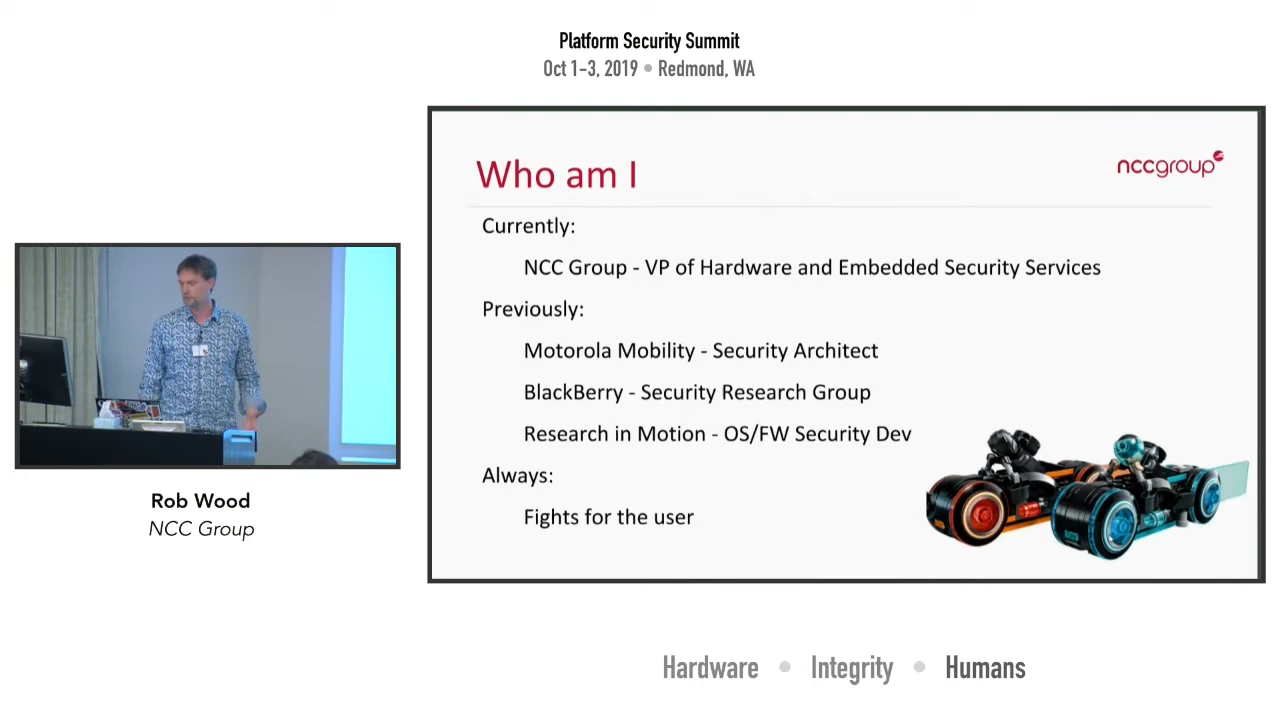 Platform Security Summit
Oct 1-3, 2019 • Redmond, WA
Who am I
nccgroup
Currently:
NCC Group - VP of Hardware and Embedded Security Services
Previously:
Motorola Mobility - Security Architect
BlackBerry - Security Research Group
Research in Motion - OS/FW Security Dev
Always:
Fights for the user
Rob Wood
NCC Group
Hardware • Integrity • Humans